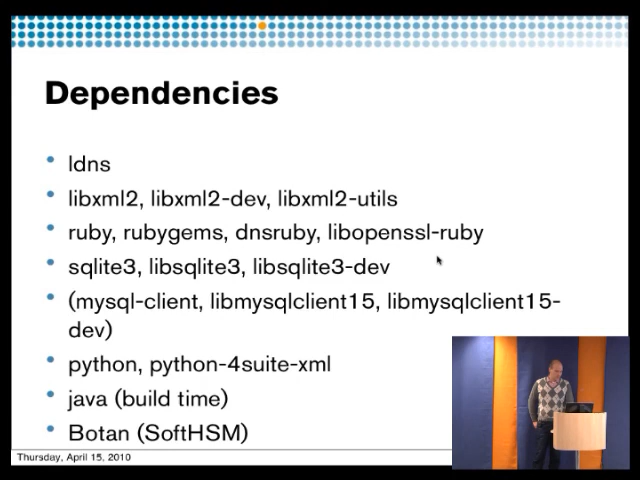 Dependencies
ldns
libxml2, libxml2-dev, libxml2-utils
ruby, rubygems, dnsruby, libopenssl-ruby
sqlite3, libsqlite3, libsqlite3-dev
(mysql-client, libmysqlclient15, libmysqlclient15-
dev)
python, python-4suite-xml
java (build time)
Botan (SoftHSM)
Thursday, April 15, 2010